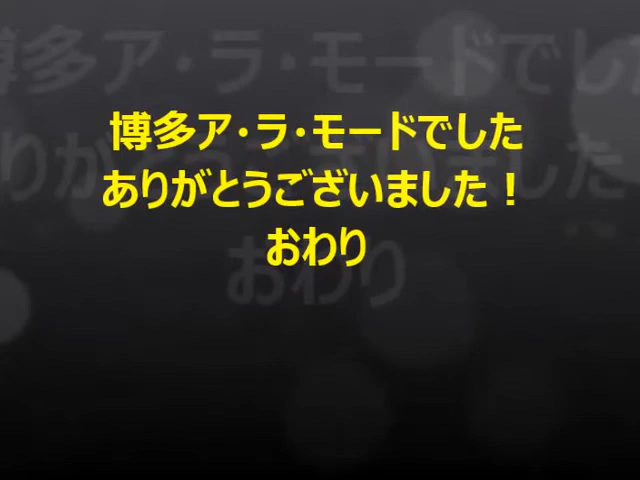 博多ア・ラ・モードでした
ありがとうございました！
おわり